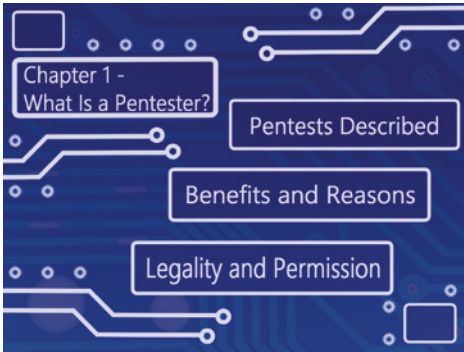 Chapter 1 -
What Is a Pentester?
Pentests Described
Benefits and Reasons
Legality and Permission